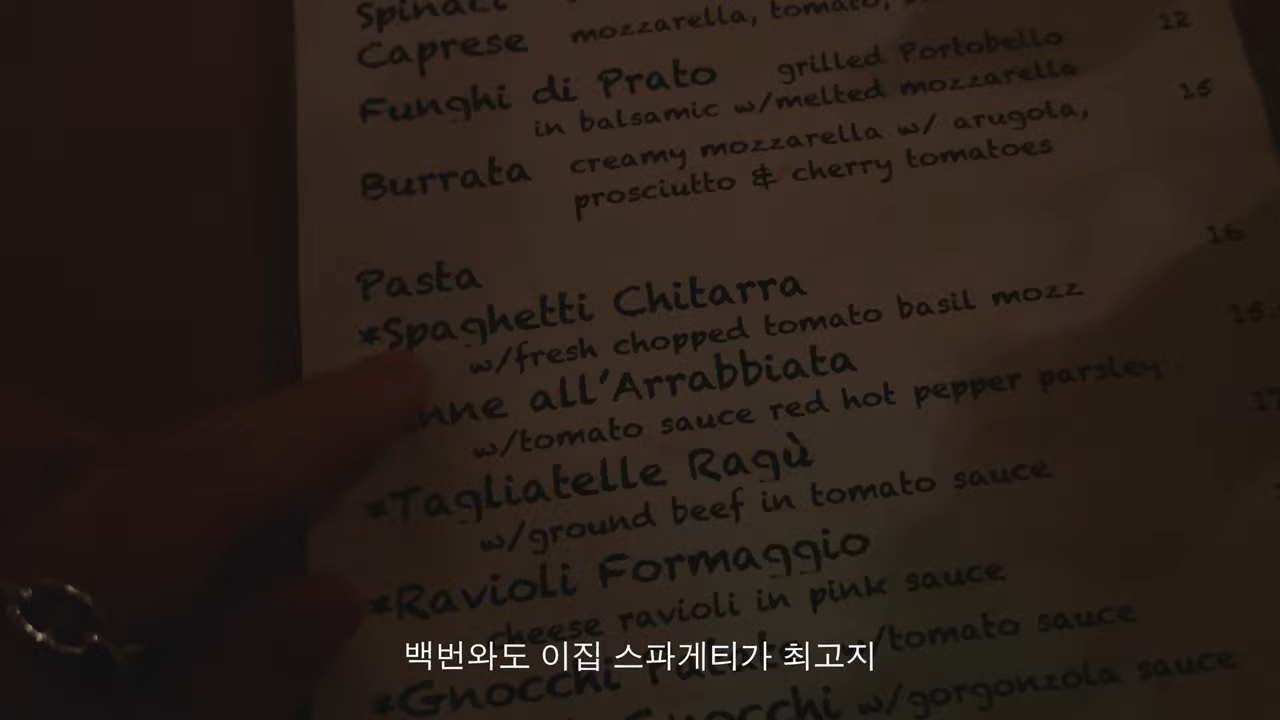 Caprese mozzarella, tomato,
12
Funghi di Prato grilled Portobello
in balsamic w/melted mozzarella
15
Burrata creamy mozzarella w/ arugola,
prosciutto & cherry tomatoes
Pasta
16
*Spaghetti Chitarra
w/fresh chopped tomato basil mozz
all'Arrabbiata
w/tomato sauce red hot pepper parsley
*Tagliatelle Ragù
w/ground beef in tomato sauce
*Ravioli Formaggio
cheese ravioli in pink sauce
*Gnocchi w/tomato sauce
Gnocchi w/gorgonzola sauce
백번와도 이집 스파게티가 최고지